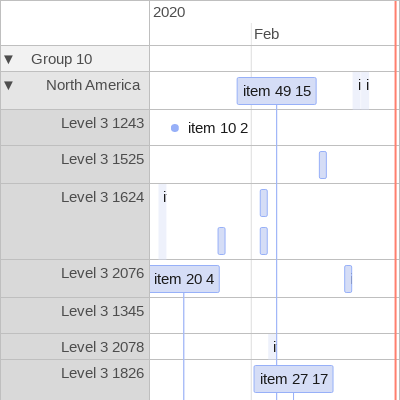 2020
Feb
▼ Group 10
▼ North America
item 49 15
i i
Level 3 1243
item 10 2
Level 3 1525
Level 3 1624
i
Level 3 2076
item 20 4
i
Level 3 1345
Level 3 2078
i
Level 3 1826
item 27 17